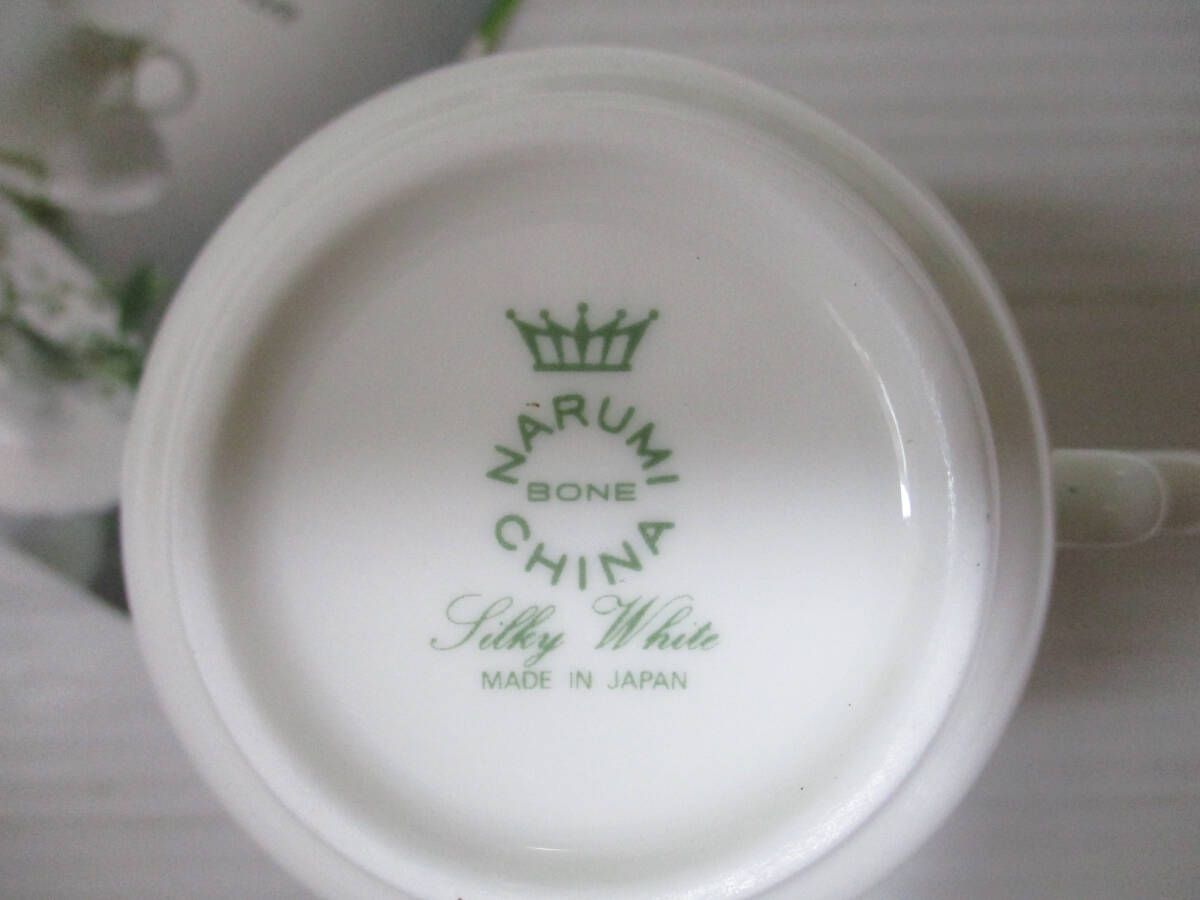 NARUMI
BONE
CHINA
Silky White
MADE IN JAPAN